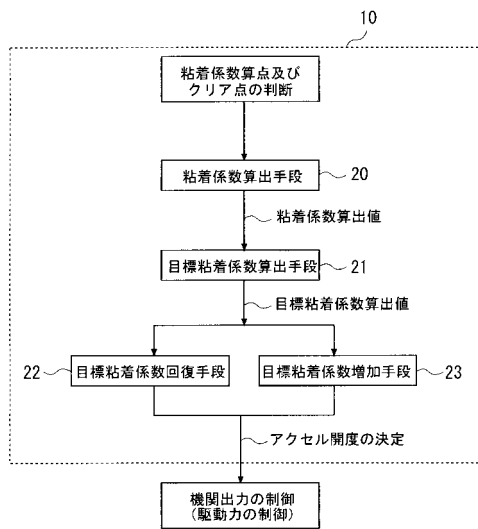 10
粘着係数算点及び
クリア点の判断
粘着係数算出手段
20
粘着係数算出値
目標粘着係数算出手段
21
目標粘着係数算出値
22
目標粘着係数回復手段
目標粘着係数増加手段
23
アクセル開度の決定
機関出力の制御
(駆動力の制御)